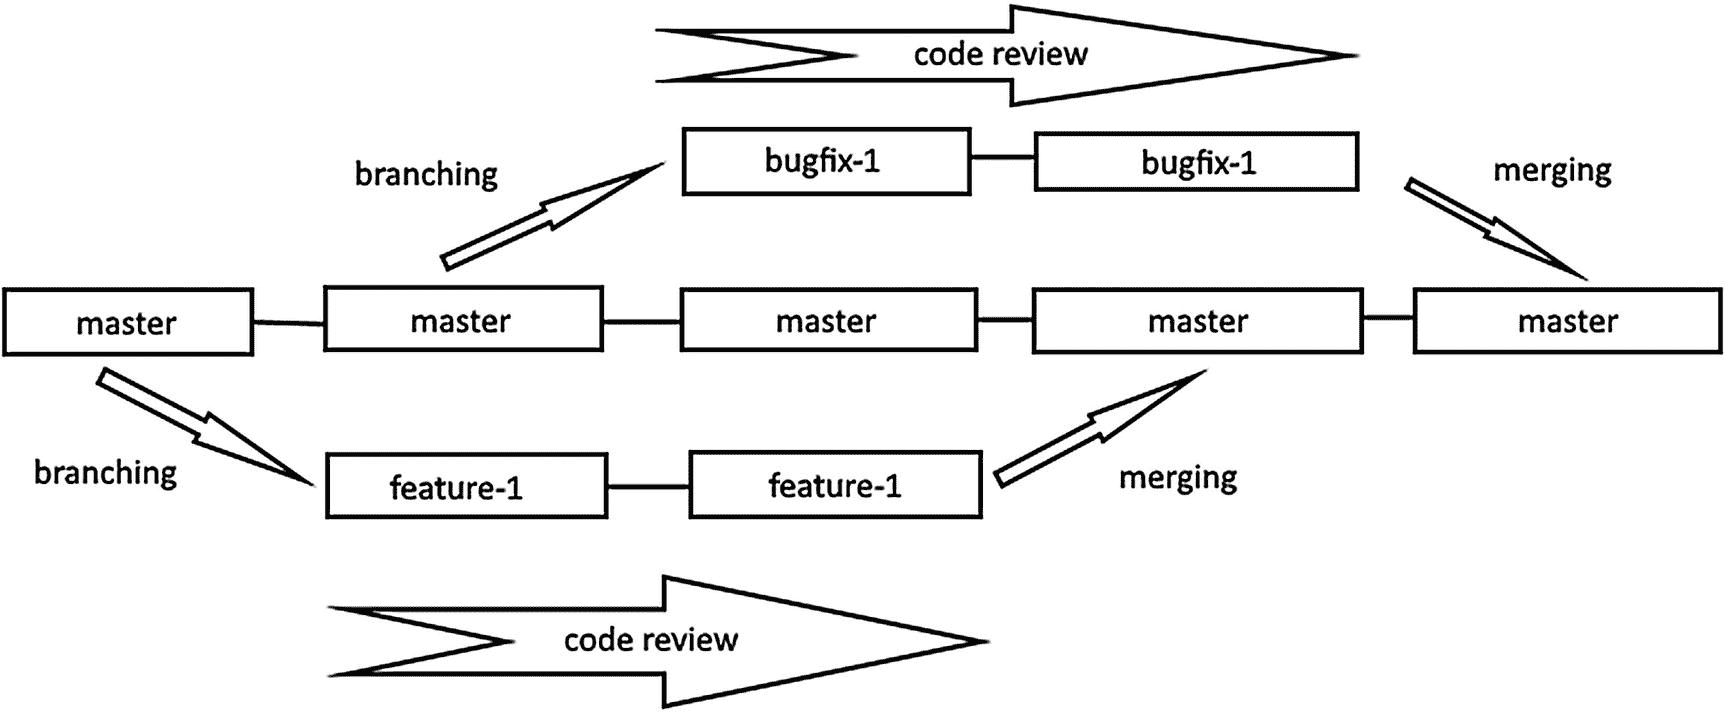 code review
bugfix-1
bugfix-1
branching
merging
master
master
master
master
master
branching
feature-1
feature-1
merging
code review